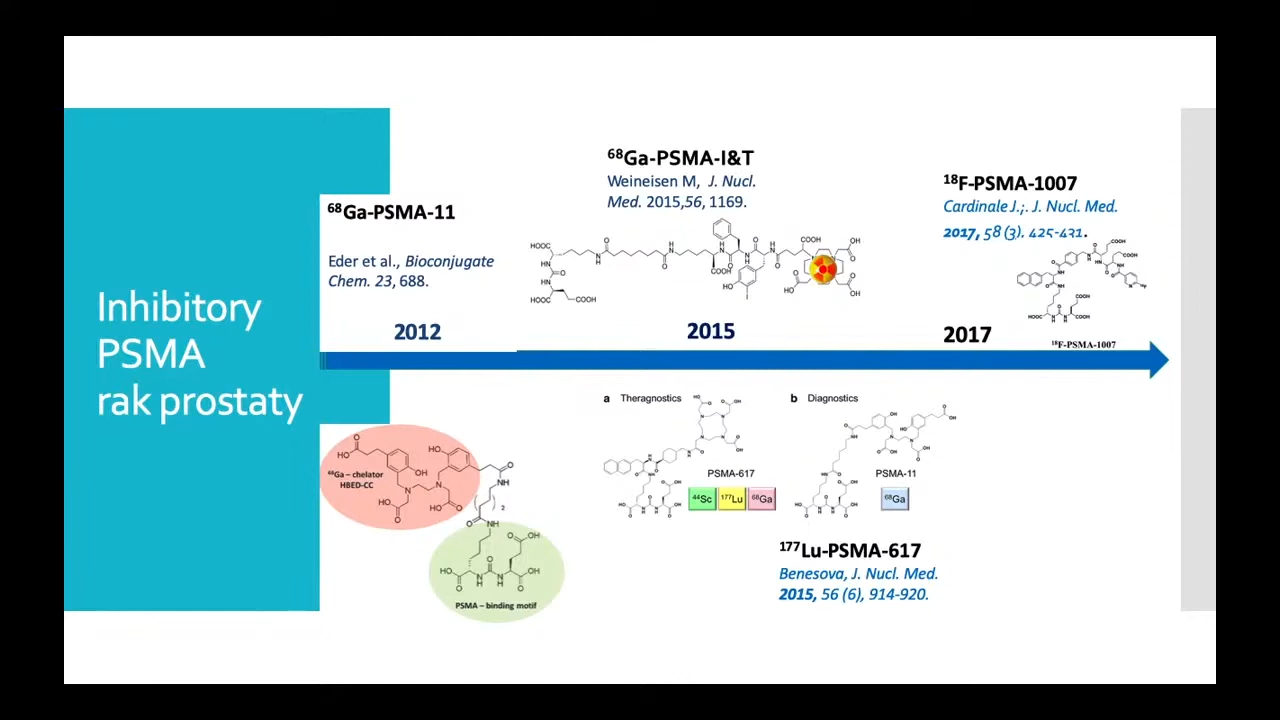 Inhibitory
PSMA
rak prostaty
⁶⁸Ga-PSMA-11
Eder et al., Bioconjugate
Chem. 23, 688.
2012
⁶⁸Ga-PSMA-I&T
Weineisen M, J. Nucl.
Med. 2015,56, 1169.
2015
¹⁸F-PSMA-1007
Cardinale J.;. J. Nucl. Med.
2017, 58 (3). 425-431.
2017
¹⁸F-PSMA-1007
⁶⁸Ga – chelator
HBED-CC
PSMA – binding motif
a Theragnostics
PSMA-617
⁴⁴Sc ¹⁷⁷Lu ⁶⁸Ga
b Diagnostics
PSMA-11
⁶⁸Ga
¹⁷⁷Lu-PSMA-617
Benesova, J. Nucl. Med.
2015, 56 (6), 914-920.